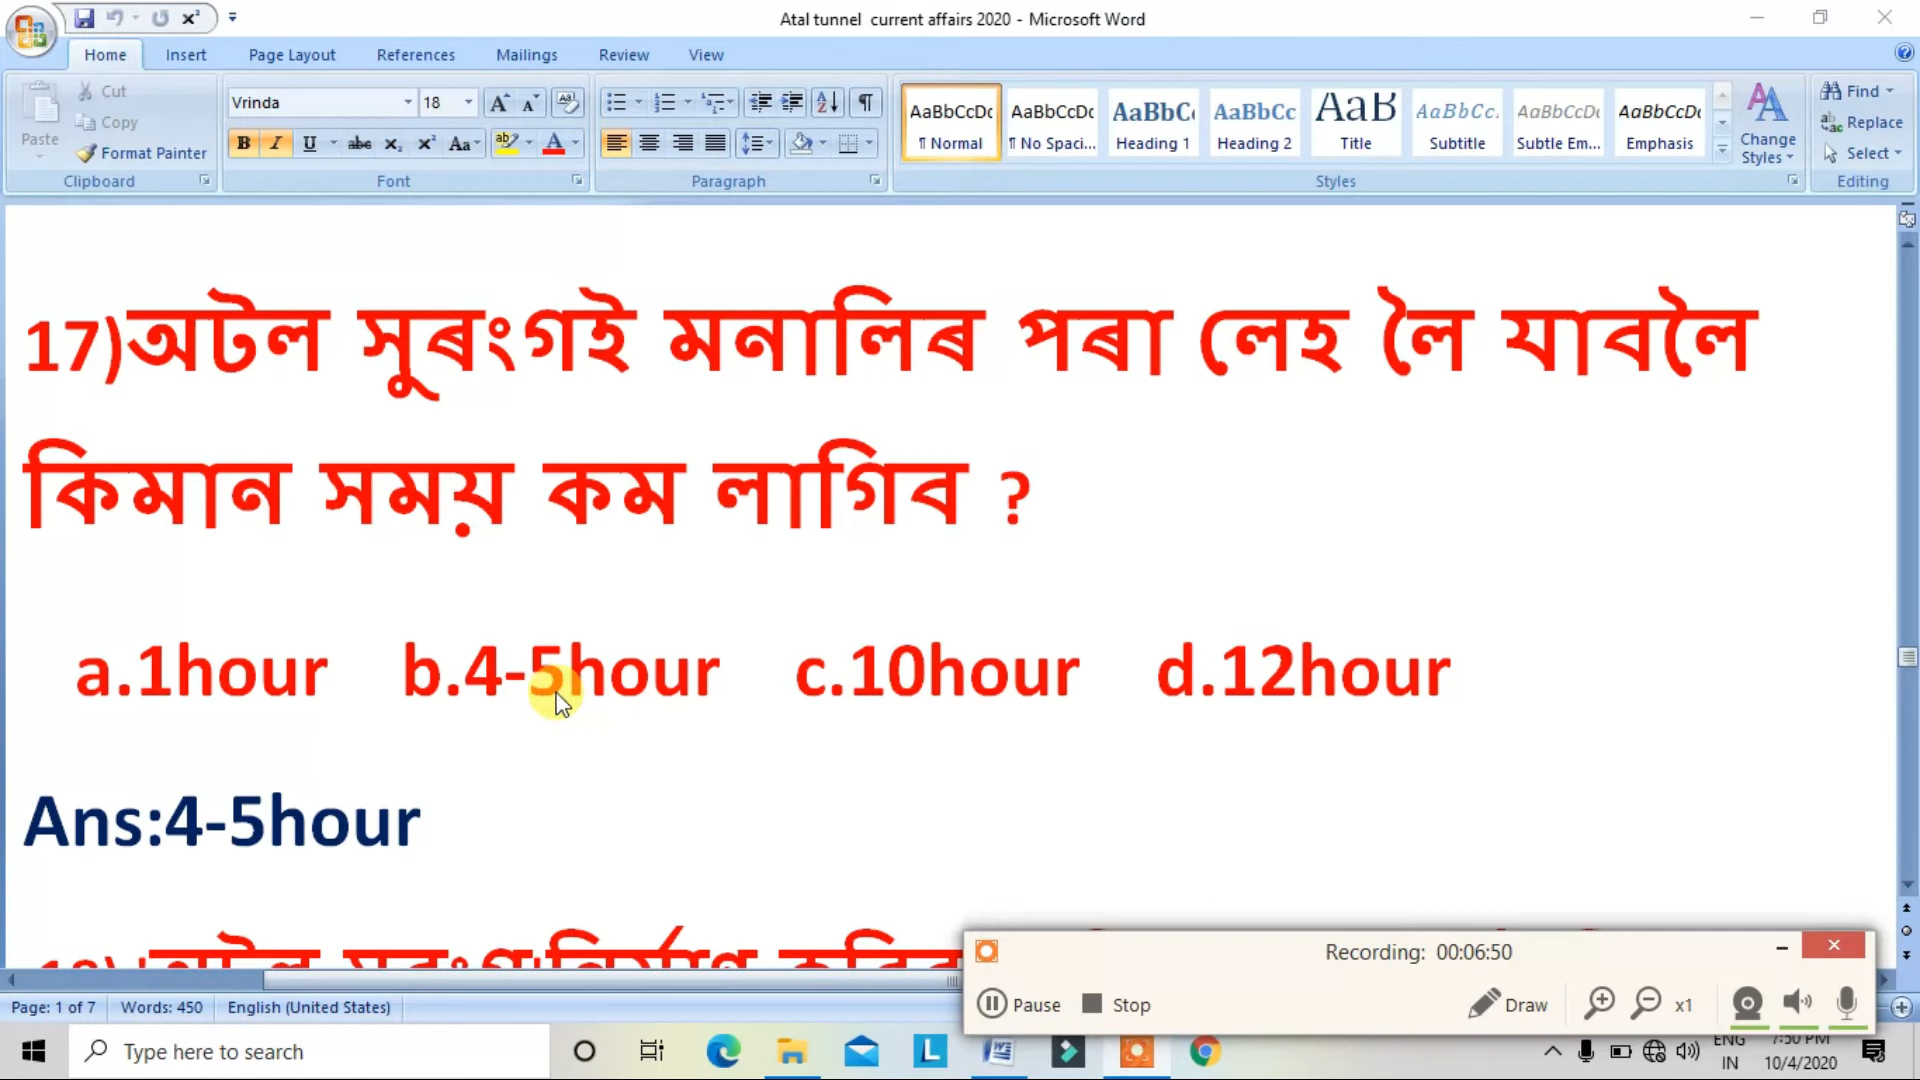 Atal tunnel current affairs 2020 - Microsoft Word
Home Insert Page Layout References Mailings Review View
Paste Cut Copy Format Painter Clipboard
Vrinda 18 Font
Paragraph
AaBbCcDc AaBbCcDc AaBbC AaBbCc AaB AaBbCc. AaBbCcDc AaBbCcDc
¶ Normal ¶ No Spaci... Heading 1 Heading 2 Title Subtitle Subtle Em... Emphasis
Styles
Change Styles
Find Replace Select Editing
17)অটল সুৰংগই মনালিৰ পৰা লেহ লৈ যাবলৈ
কিমান সময় কম লাগিব ?
a.1hour b.4-5hour c.10hour d.12hour
Ans:4-5hour
Recording: 00:06:50
Pause Stop Draw x1
Page: 1 of 7 Words: 450 English (United States)
Type here to search
ENG
IN
7:50 PM
10/4/2020